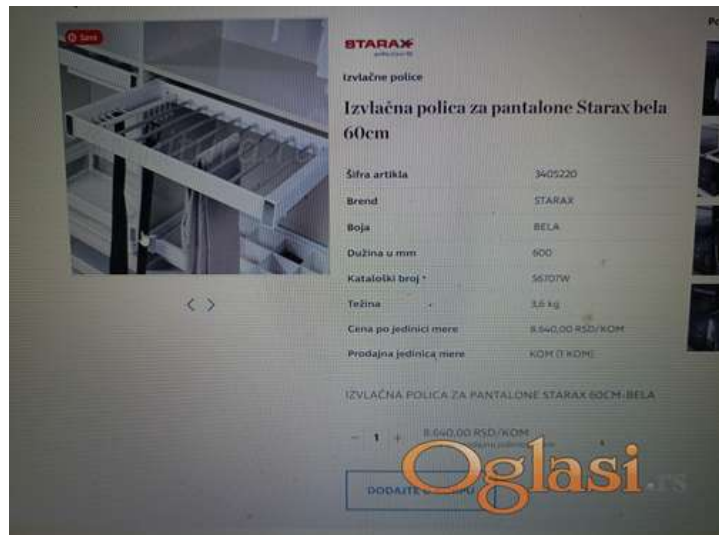 Save
STARAX
Izvlačne police
Izvlačna polica za pantalone Starax bela
60cm
Šifra artikla 3405220
Brend STARAX
Boja BELA
Dužina u mm 600
Kataloški broj S6707W
Težina 3,6 kg
Cena po jedinici mere 8.640,00 RSD/KOM
Prodajna jedinica mere KOM (1 KOM)
IZVLAČNA POLICA ZA PANTALONE STARAX 60CM-BELA
− 1 + 8.640,00 RSD/KOM
DODAJTE
Oglasi.rs